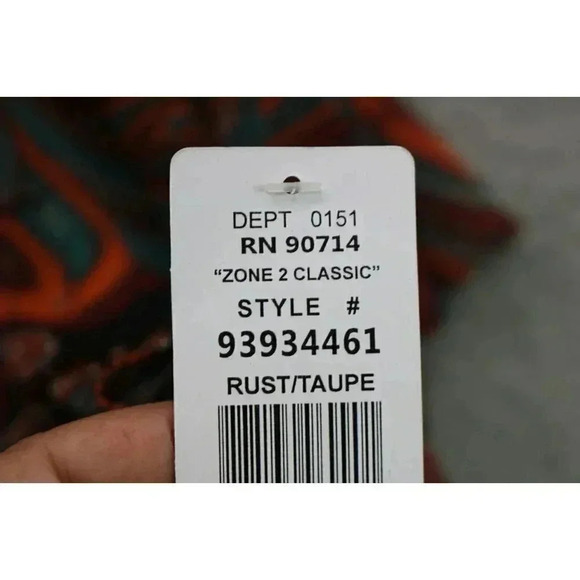 DEPT 0151
RN 90714
“ZONE 2 CLASSIC”
STYLE #
93934461
RUST/TAUPE